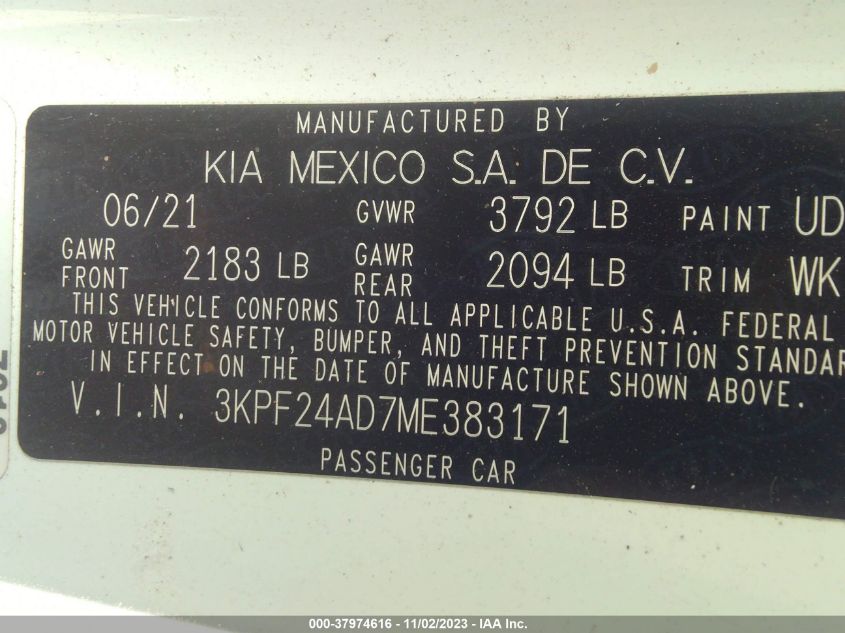 MANUFACTURED BY
KIA MEXICO S.A. DE C.V.
06/21 GVWR 3792 LB PAINT UD
GAWR FRONT 2183 LB GAWR REAR 2094 LB TRIM WK
THIS VEHICLE CONFORMS TO ALL APPLICABLE U.S.A. FEDERAL
MOTOR VEHICLE SAFETY, BUMPER, AND THEFT PREVENTION STANDAR
IN EFFECT ON THE DATE OF MANUFACTURE SHOWN ABOVE.
V.I.N. 3KPF24AD7ME383171
PASSENGER CAR
000-37974616 - 11/02/2023 - IAA Inc.